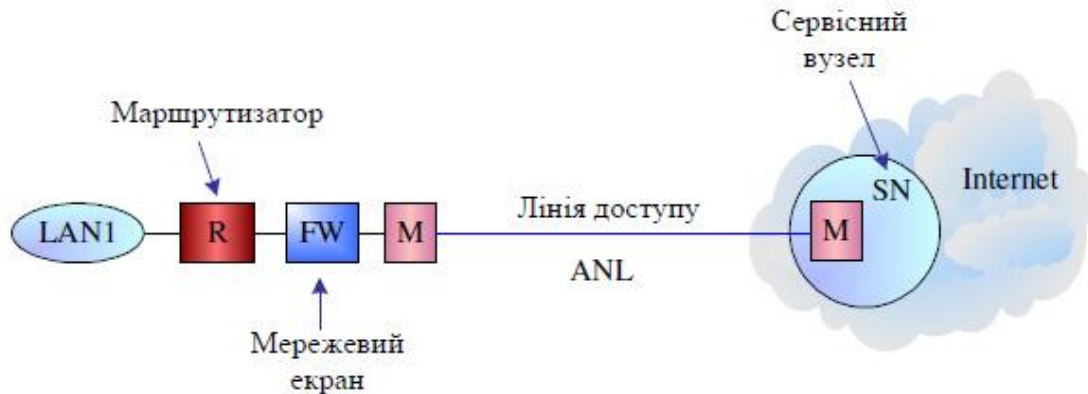 Сервісний
вузел
Маршрутизатор
SN
Internet
LAN1
R
FW
M
Лінія доступу
M
ANL
Мережевий
екран